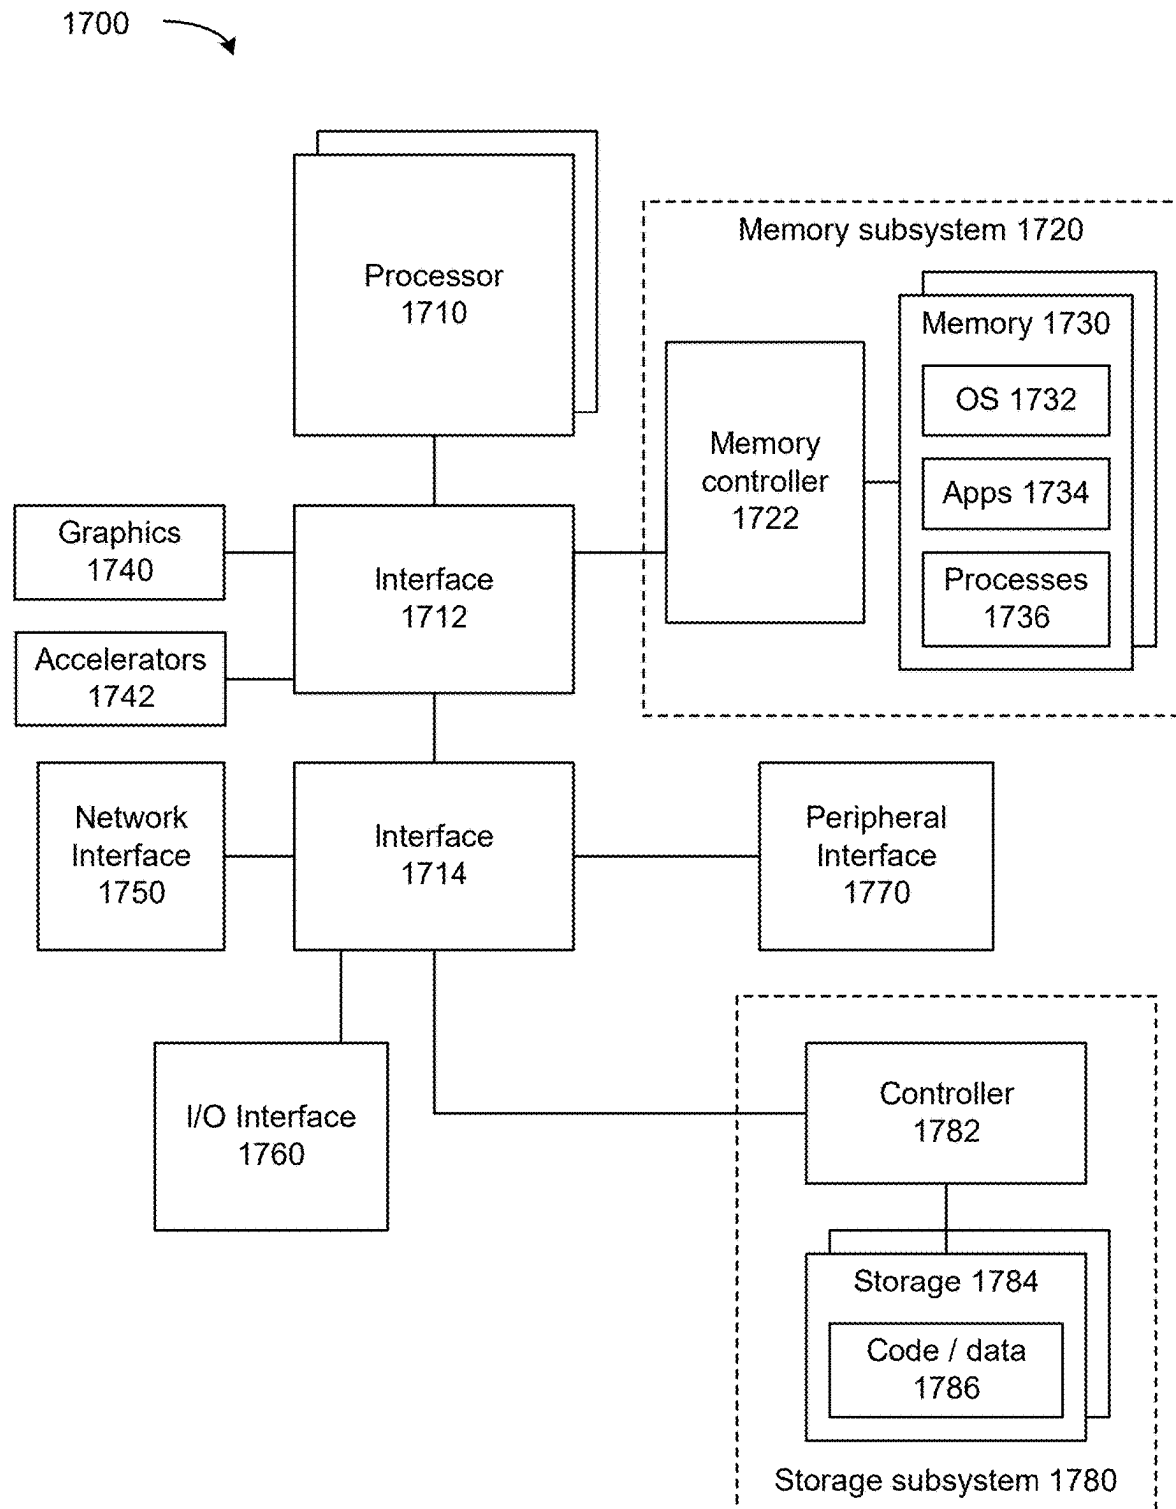 1700
Processor
1710
Memory subsystem 1720
Memory 1730
OS 1732
Apps 1734
Processes
1736
Memory
controller
1722
Graphics
1740
Interface
1712
Accelerators
1742
Network
Interface
1750
Interface
1714
Peripheral
Interface
1770
I/O Interface
1760
Controller
1782
Storage 1784
Code / data
1786
Storage subsystem 1780